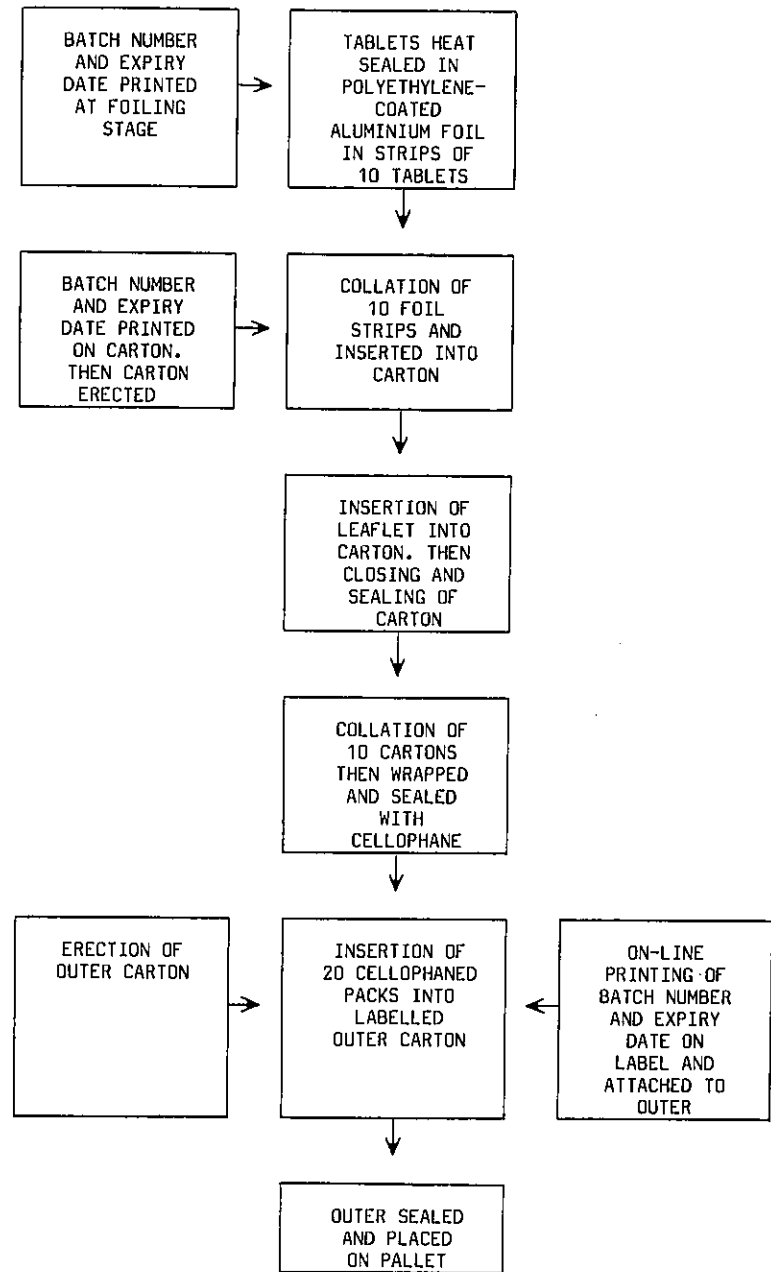 BATCH NUMBER
AND EXPIRY
DATE PRINTED
AT FOILING
STAGE
TABLETS HEAT
SEALED IN
POLYETHYLENE-
COATED
ALUMINIUM FOIL
IN STRIPS OF
10 TABLETS
BATCH NUMBER
AND EXPIRY
DATE PRINTED
ON CARTON.
THEN CARTON
ERECTED
COLLATION OF
10 FOIL
STRIPS AND
INSERTED INTO
CARTON
INSERTION OF
LEAFLET INTO
CARTON. THEN
CLOSING AND
SEALING OF
CARTON
COLLATION OF
10 CARTONS
THEN WRAPPED
AND SEALED
WITH
CELLOPHANE
ERECTION OF
OUTER CARTON
INSERTION OF
20 CELLOPHANED
PACKS INTO
LABELLED
OUTER CARTON
ON-LINE
PRINTING OF
BATCH NUMBER
AND EXPIRY
DATE ON
LABEL AND
ATTACHED TO
OUTER
OUTER SEALED
AND PLACED
ON PALLET